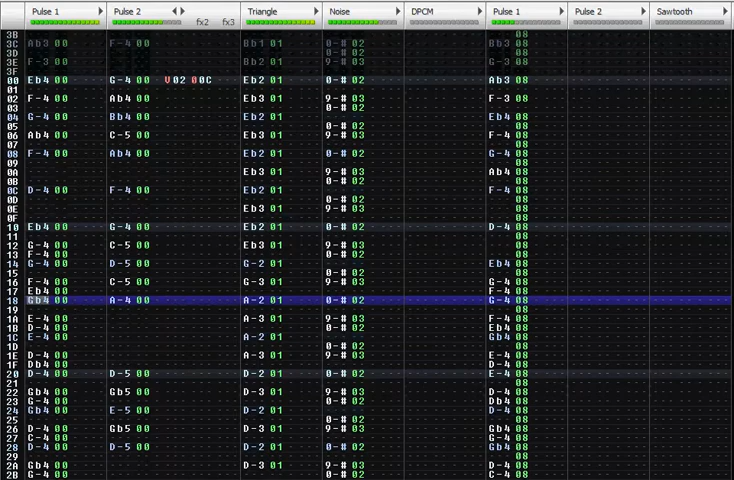 Pulse 1 Pulse 2 Triangle Noise DPCM Pulse 1 Pulse 2 Sawtooth
fx2 fx3
3B 08
3C Ab3 00 F-4 00 Bb1 01 0-# 02 Bb3 08
3D 0-# 02 08
3E F-3 00 Bb2 01 9-# 03 G-3 08
3F 08
00 Eb4 00 G-4 00 V02 00C Eb2 01 0-# 02 Ab3 08
01 08
02 F-4 00 Ab4 00 Eb3 01 9-# 03 F-3 08
03 0-# 02 08
04 G-4 00 Bb4 00 Eb2 01 Eb4 08
05 0-# 02 08
06 Ab4 00 C-5 00 Eb3 01 9-# 03 F-4 08
07 08
08 F-4 00 Ab4 00 Eb2 01 0-# 02 G-4 08
09 08
0A Eb3 01 9-# 03 Ab4 08
0B 0-# 02 08
0C D-4 00 F-4 00 Eb2 01 F-4 08
0D 0-# 02 08
0E Eb3 01 9-# 03 08
0F 08
10 Eb4 00 G-4 00 Eb2 01 0-# 02 D-4 08
11 08
12 G-4 00 C-5 00 Eb3 01 9-# 03 08
13 F-4 00 0-# 02 08
14 G-4 00 D-5 00 G-2 01 Eb4 08
15 0-# 02 08
16 F-4 00 C-5 00 G-3 01 9-# 03 G-4 08
17 Eb4 00 F-4 08
18 Gb4 00 A-4 00 A-2 01 0-# 02 G-4 08
19 08
1A E-4 00 A-3 01 9-# 03 F-4 08
1B D-4 00 0-# 02 Eb4 08
1C E-4 00 A-2 01 Gb4 08
1D 0-# 02 08
1E D-4 00 A-3 01 9-# 03 E-4 08
1F Db4 00 D-4 08
20 D-4 00 D-5 00 D-2 01 0-# 02 E-4 08
21 08
22 Gb4 00 Gb5 00 D-3 01 9-# 03 D-4 08
23 G-4 00 0-# 02 Db4 08
24 Gb4 00 E-5 00 D-2 01 D-4 08
25 0-# 02 08
26 D-4 00 Gb5 00 D-3 01 9-# 03 Gb4 08
27 C-4 00 G-4 08
28 D-4 00 D-5 00 D-2 01 0-# 02 Gb4 08
29 08
2A Gb4 00 D-3 01 9-# 03 D-4 08
2B G-4 00 0-# 02 C-4 08